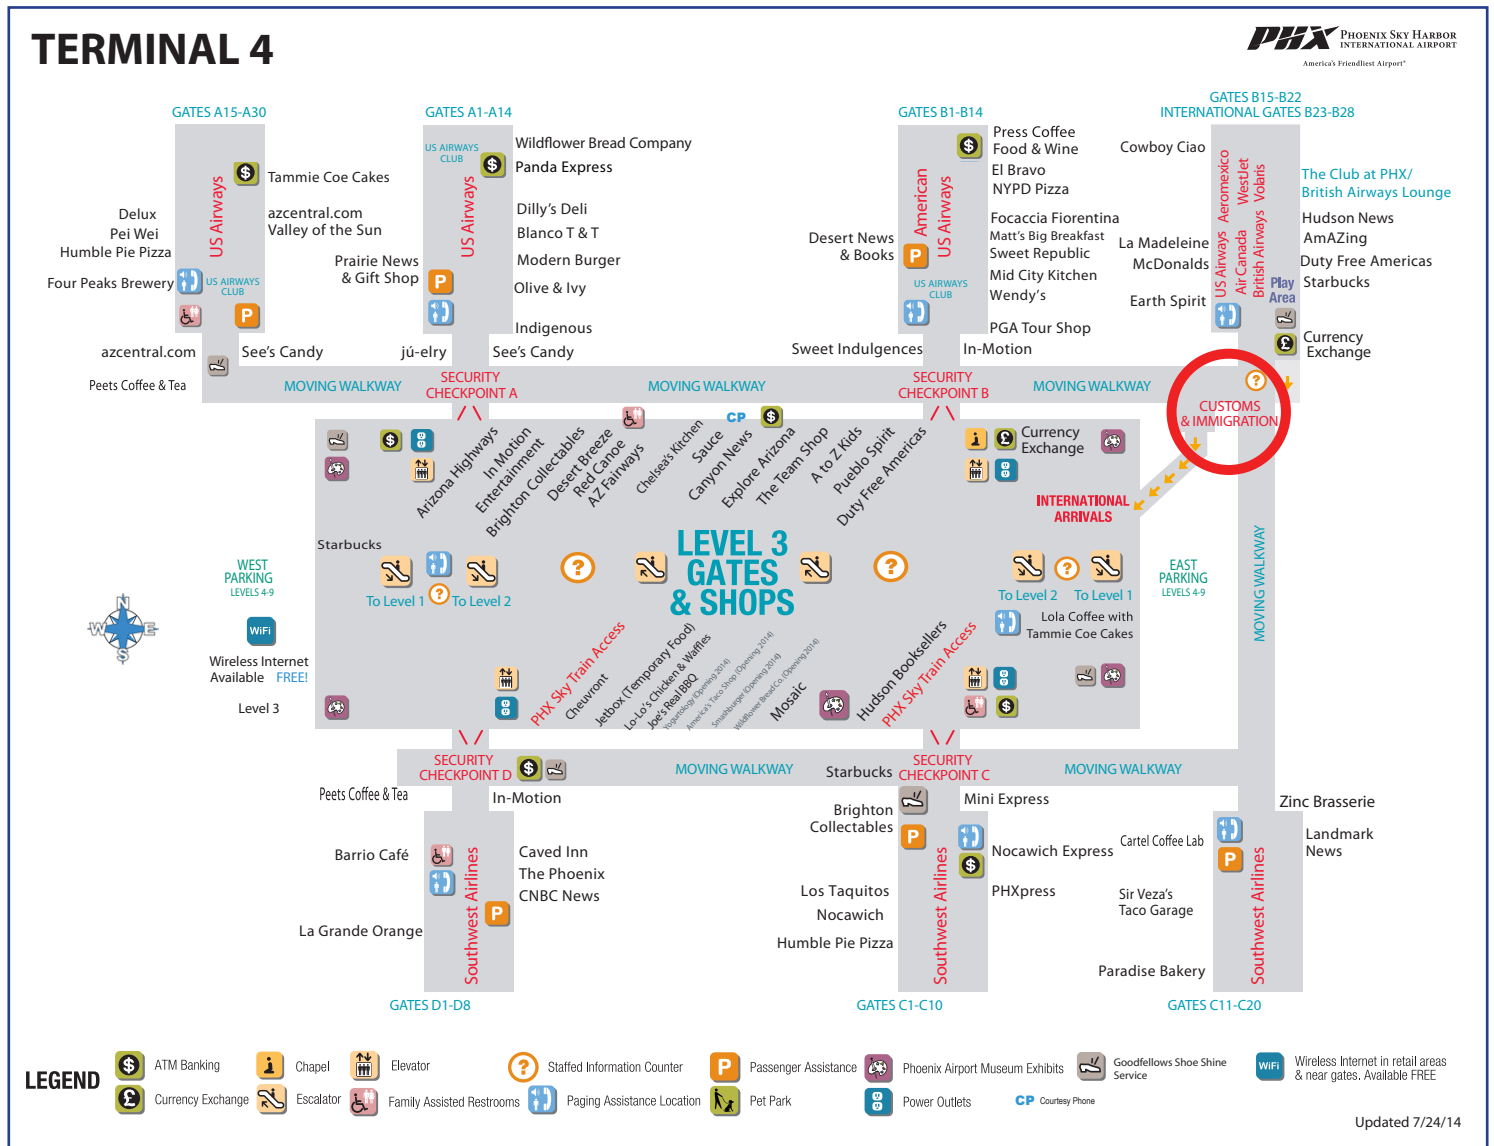 TERMINAL 4
PHX PHOENIX SKY HARBOR
INTERNATIONAL AIRPORT
America's Friendliest Airport®
GATES A15-A30
GATES A1-A14
GATES B1-B14
GATES B15-B22
INTERNATIONAL GATES B23-B28
US Airways
US AIRWAYS
CLUB
Tammie Coe Cakes
azcentral.com
Valley of the Sun
Delux
Pei Wei
Humble Pie Pizza
Four Peaks Brewery
azcentral.com
See's Candy
Peets Coffee & Tea
US AIRWAYS
CLUB
US Airways
Wildflower Bread Company
Panda Express
Dilly's Deli
Blanco T & T
Modern Burger
Olive & Ivy
Indigenous
Prairie News
& Gift Shop
jú-elry
See's Candy
American
US Airways
US AIRWAYS
CLUB
Press Coffee
Food & Wine
El Bravo
NYPD Pizza
Focaccia Fiorentina
Matt's Big Breakfast
Sweet Republic
Mid City Kitchen
Wendy's
PGA Tour Shop
Desert News
& Books
Sweet Indulgences
In-Motion
Cowboy Ciao
La Madeleine
McDonalds
Earth Spirit
US Airways Aeromexico
Air Canada WestJet
British Airways Volaris
The Club at PHX/
British Airways Lounge
Hudson News
AmAZing
Duty Free Americas
Starbucks
Play
Area
Currency
Exchange
MOVING WALKWAY
SECURITY
CHECKPOINT A
MOVING WALKWAY
SECURITY
CHECKPOINT B
MOVING WALKWAY
CUSTOMS
& IMMIGRATION
Arizona Highways
In Motion
Entertainment
Brighton Collectables
Desert Breeze
Red Canoe
AZ Fairways
Chelsea's Kitchen
Sauce
CP
Canyon News
Explore Arizona
The Team Shop
A to Z Kids
Pueblo Spirit
Duty Free Americas
Currency
Exchange
INTERNATIONAL
ARRIVALS
Starbucks
To Level 1
To Level 2
LEVEL 3
GATES
& SHOPS
To Level 2
To Level 1
Lola Coffee with
Tammie Coe Cakes
WEST
PARKING
LEVELS 4-9
EAST
PARKING
LEVELS 4-9
MOVING WALKWAY
N
W
E
S
WiFi
Wireless Internet
Available FREE!
Level 3
PHX Sky Train Access
Cheuvront
Jetbox (Temporary Food)
Lo-Lo's Chicken & Waffles
Joe's Real BBQ
Yogurtology (Opening 2014)
America's Taco Shop (Opening 2014)
Smashburger (Opening 2014)
Wildflower Bread Co. (Opening 2014)
Mosaic
Hudson Booksellers
PHX Sky Train Access
SECURITY
CHECKPOINT D
MOVING WALKWAY
Starbucks
SECURITY
CHECKPOINT C
MOVING WALKWAY
Peets Coffee & Tea
In-Motion
Barrio Café
La Grande Orange
Southwest Airlines
Caved Inn
The Phoenix
CNBC News
GATES D1-D8
Brighton
Collectables
Mini Express
Nocawich Express
PHXpress
Los Taquitos
Nocawich
Humble Pie Pizza
Southwest Airlines
GATES C1-C10
Zinc Brasserie
Landmark
News
Cartel Coffee Lab
Sir Veza's
Taco Garage
Paradise Bakery
Southwest Airlines
GATES C11-C20
LEGEND
ATM Banking
Chapel
Elevator
Staffed Information Counter
Passenger Assistance
Phoenix Airport Museum Exhibits
Goodfellows Shoe Shine
Service
WiFi
Wireless Internet in retail areas
& near gates. Available FREE
Currency Exchange
Escalator
Family Assisted Restrooms
Paging Assistance Location
Pet Park
Power Outlets
CP Courtesy Phone
Updated 7/24/14